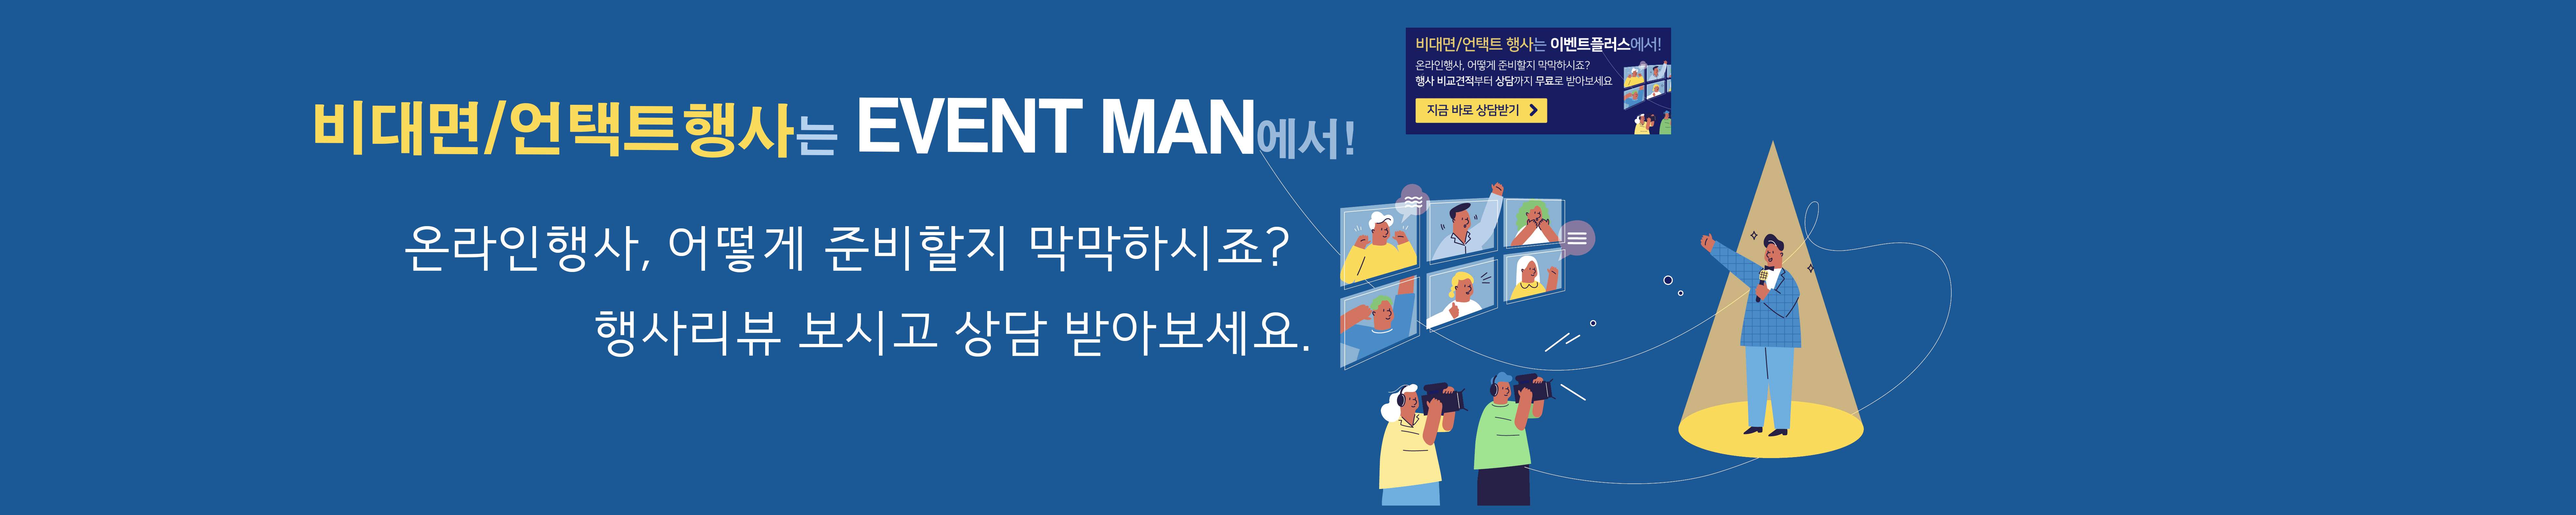 비대면/언택트행사는 EVENT MAN에서!
온라인행사, 어떻게 준비할지 막막하시죠?
행사리뷰 보시고 상담 받아보세요.
비대면/언택트 행사는 이벤트플러스에서!
온라인행사, 어떻게 준비할지 막막하시죠?
행사 비교견적부터 상담까지 무료로 받아보세요
지금 바로 상담받기